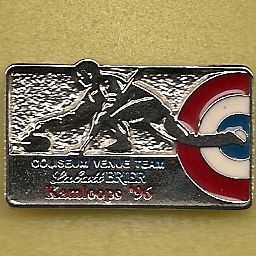 COLISEUM VENUE TEAM
Labatt BRIER
Kamloops '96